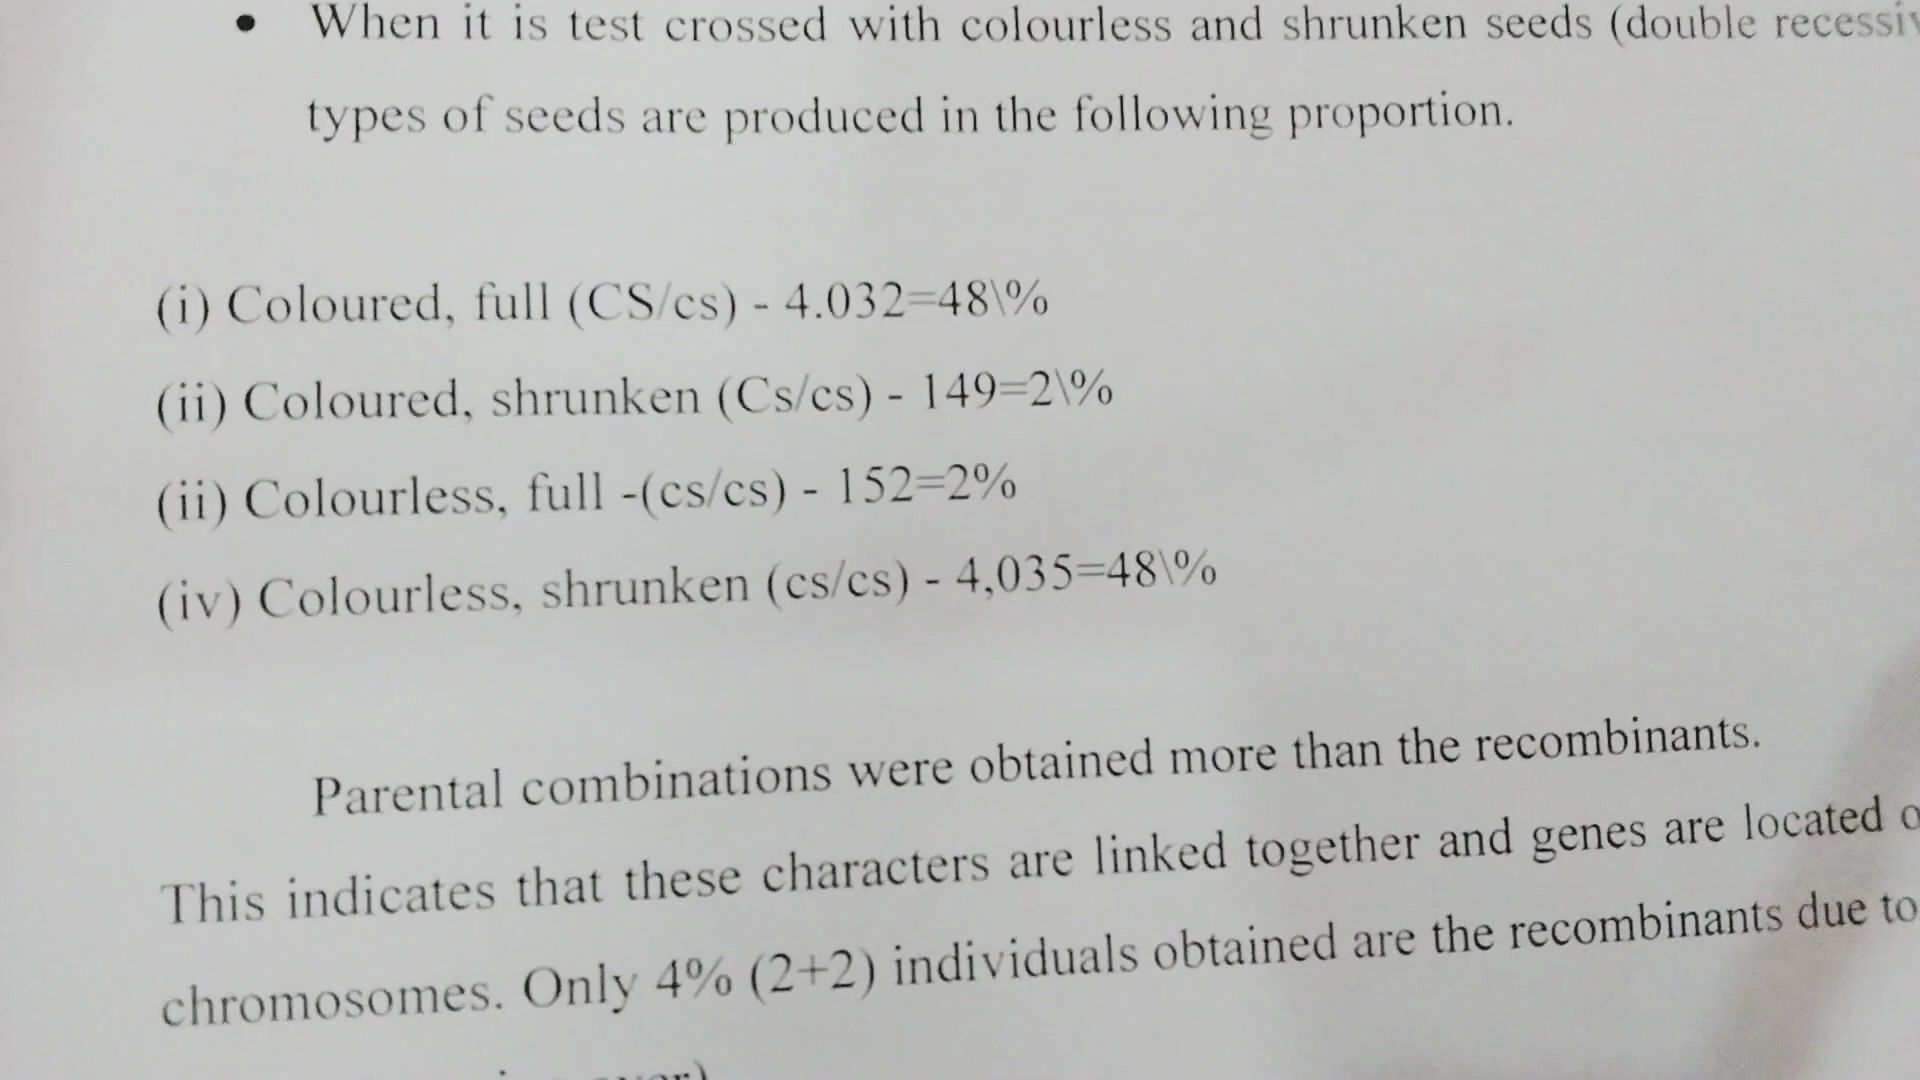 • When it is test crossed with colourless and shrunken seeds (double
types of seeds are produced in the following proportion.
(i) Coloured, full (CS/cs) - 4.032=48\%
(ii) Coloured, shrunken (Cs/cs) - 149=2\%
(ii) Colourless, full -(cs/cs) - 152=2%
(iv) Colourless, shrunken (cs/cs) - 4,035=48\%
Parental combinations were obtained more than the recombinants.
This indicates that these characters are linked together and genes are located
chromosomes. Only 4% (2+2) individuals obtained are the recombinants due to